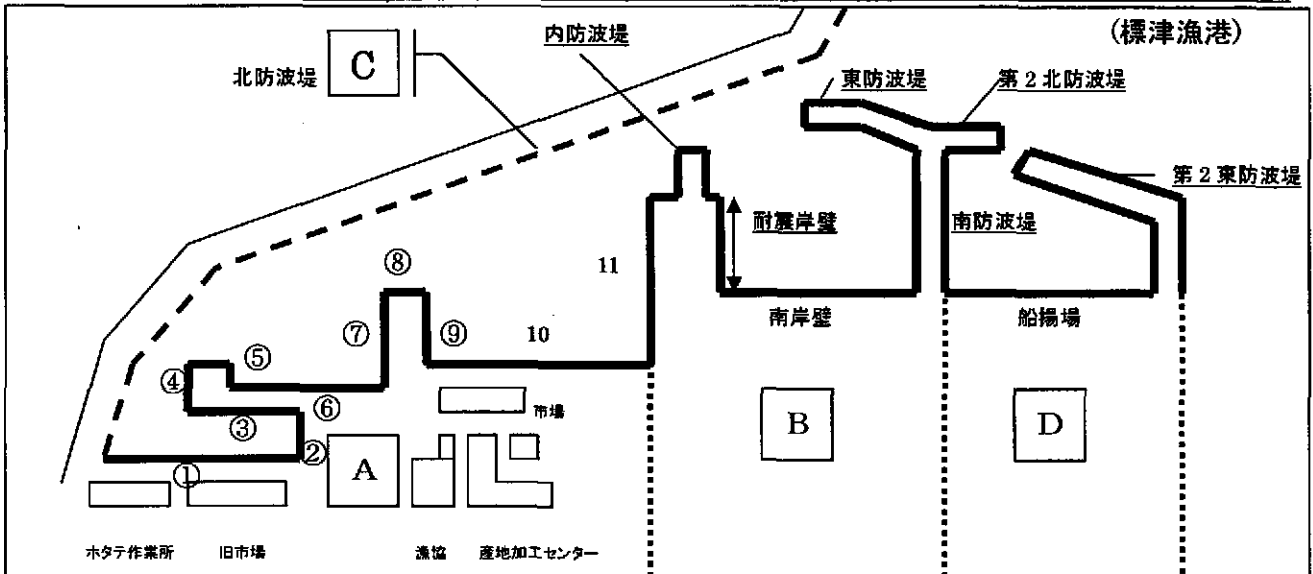 (標津漁港)
内防波堤
北防波堤
C
東防波堤
第2北防波堤
第2東防波堤
耐震岸壁
南防波堤
⑧
11
⑦
⑨
10
南岸壁
船揚場
⑤
④
⑥
市場
③
②
①
A
B
D
ホタテ作業所
旧市場
漁協
産地加工センター